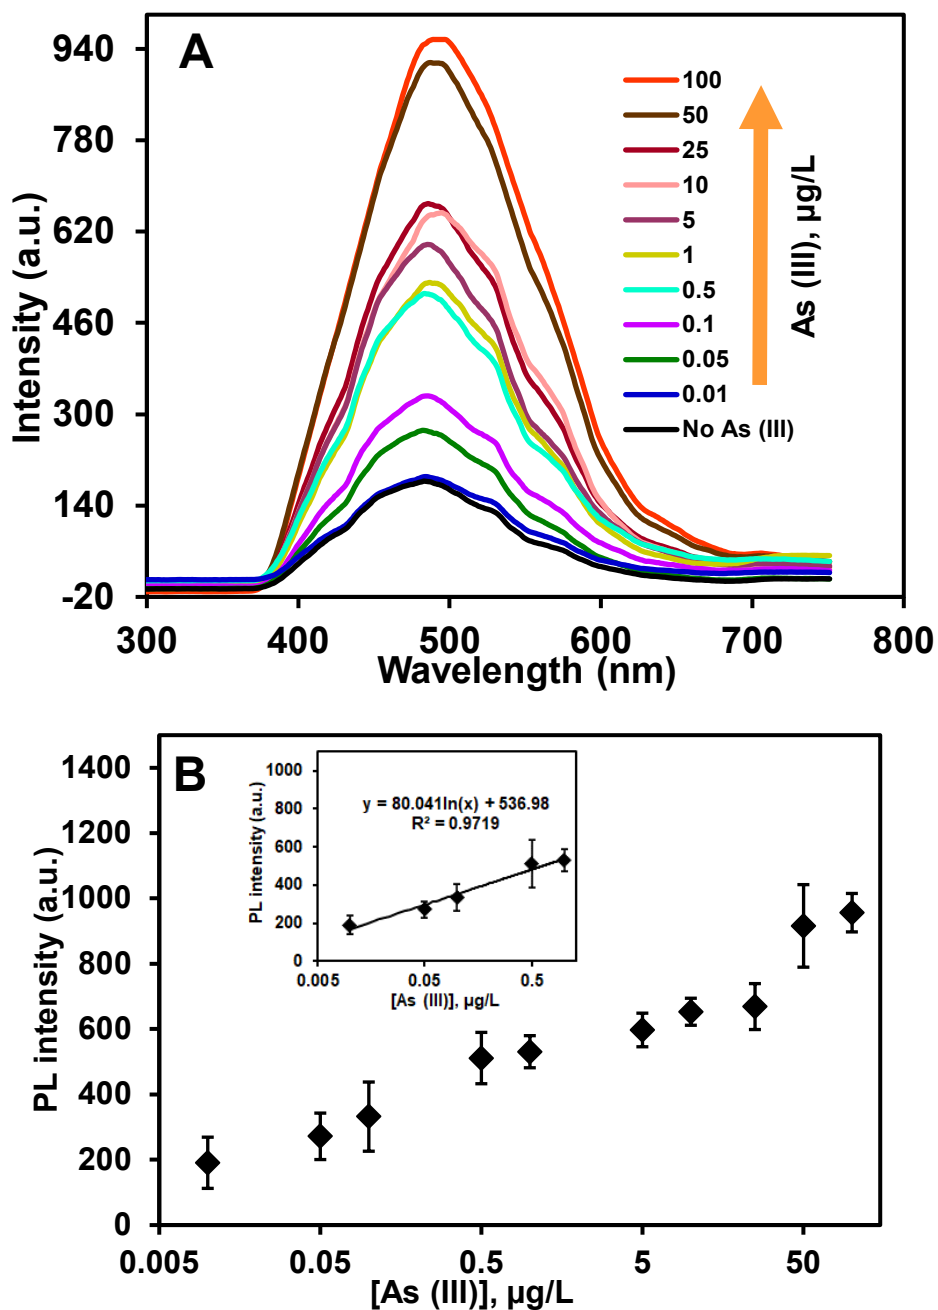 A
940
780
620
460
300
140
-20
Intensity (a.u.)
100
50
25
10
5
1
0.5
0.1
0.05
0.01
No As (III)
As (III), µg/L
300 400 500 600 700 800
Wavelength (nm)
B
1400
1200
1000
800
600
400
200
0
PL intensity (a.u.)
1000
800
600
400
200
0
PL intensity (a.u.)
y = 80.041ln(x) + 536.98
R² = 0.9719
0.005 0.05 0.5
[As (III)], µg/L
0.005 0.05 0.5 5 50
[As (III)], µg/L